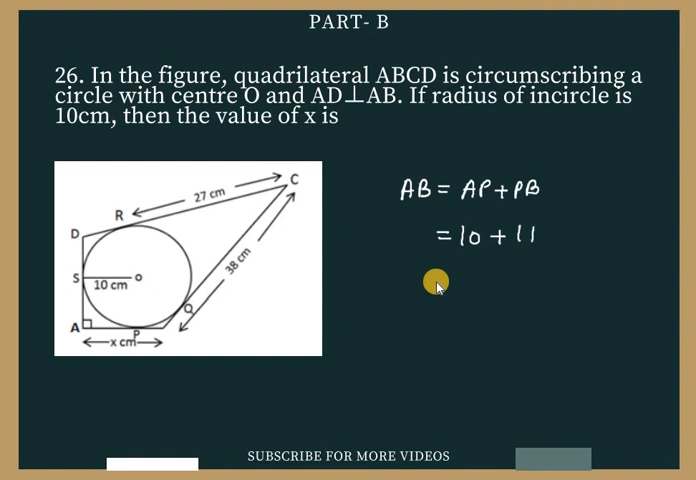 PART- B
26. In the figure, quadrilateral ABCD is circumscribing a
circle with centre O and AD⊥AB. If radius of incircle is
10cm, then the value of x is
C
27 cm
R
D
38 cm
S
10 cm
O
Q
A
P
x cm
AB = AP + PB
= 10 + 11
SUBSCRIBE FOR MORE VIDEOS